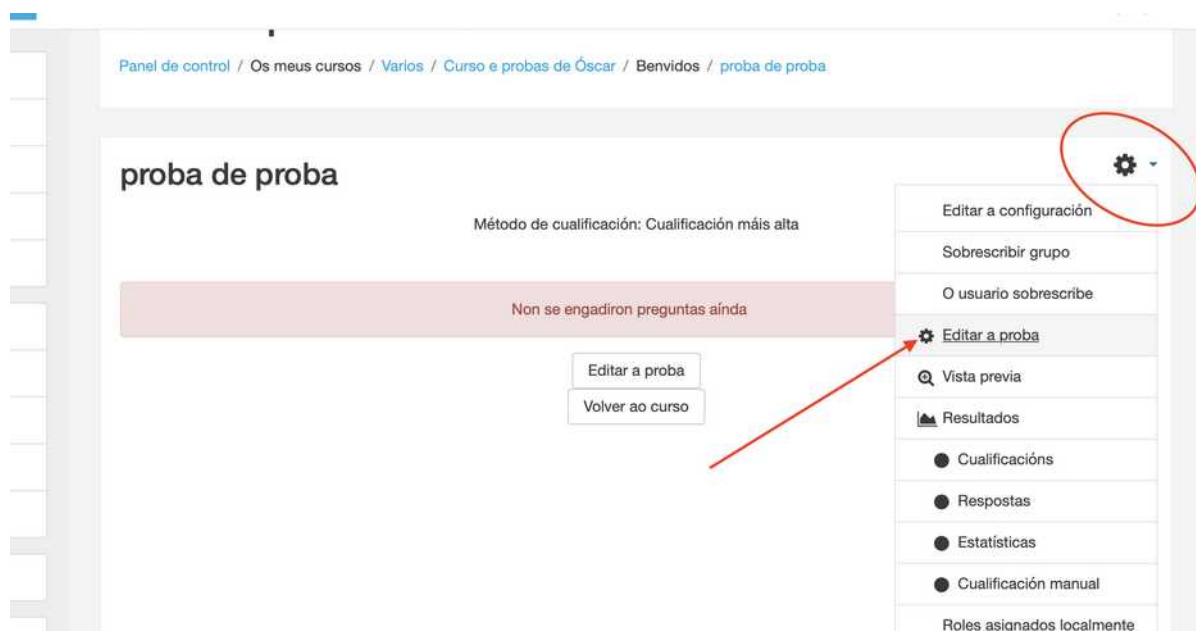 Panel de control / Os meus cursos / Varios / Curso e probas de Óscar / Benvidos / proba de proba
proba de proba
Método de cualificación: Cualificación máis alta
Non se engadiron preguntas aínda
Editar a proba
Volver ao curso
Editar a configuración
Sobrescribir grupo
O usuario sobrescribe
Editar a proba
Vista previa
Resultados
Cualificacións
Respostas
Estatísticas
Cualificación manual
Roles asignados localmente